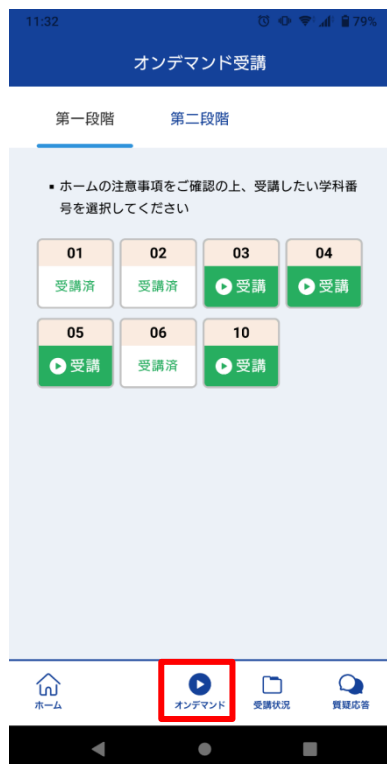 11:32 79%
オンデマンド受講
第一段階 第二段階
▪ ホームの注意事項をご確認の上、受講したい学科番
号を選択してください
01 02 03 04
受講済 受講済 受講 受講
05 06 10
受講 受講済 受講
ホーム オンデマンド 受講状況 質疑応答